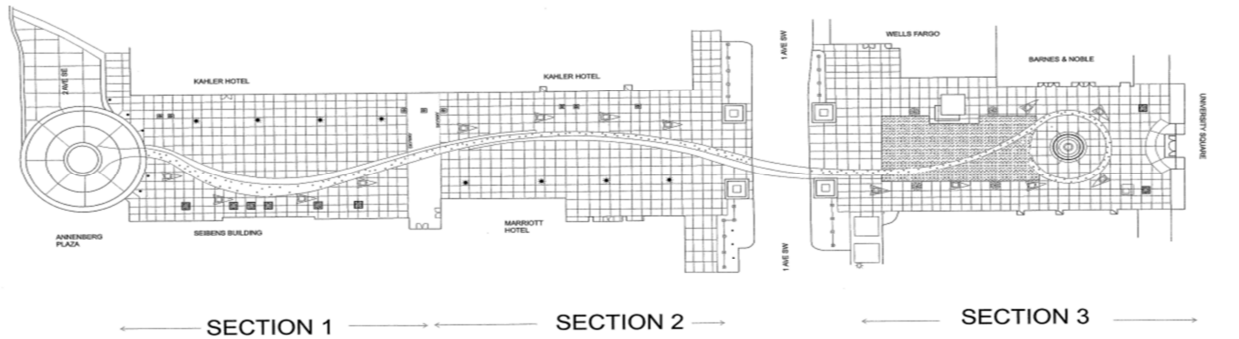 2 AVE SE
KAHLER HOTEL
KAHLER HOTEL
1 AVE SW
WELLS FARGO
BARNES & NOBLE
UNIVERSITY SQUARE
ANNENBERG
PLAZA
SEIBENS BUILDING
MARRIOTT
HOTEL
1 AVE SW
SECTION 1
SECTION 2
SECTION 3